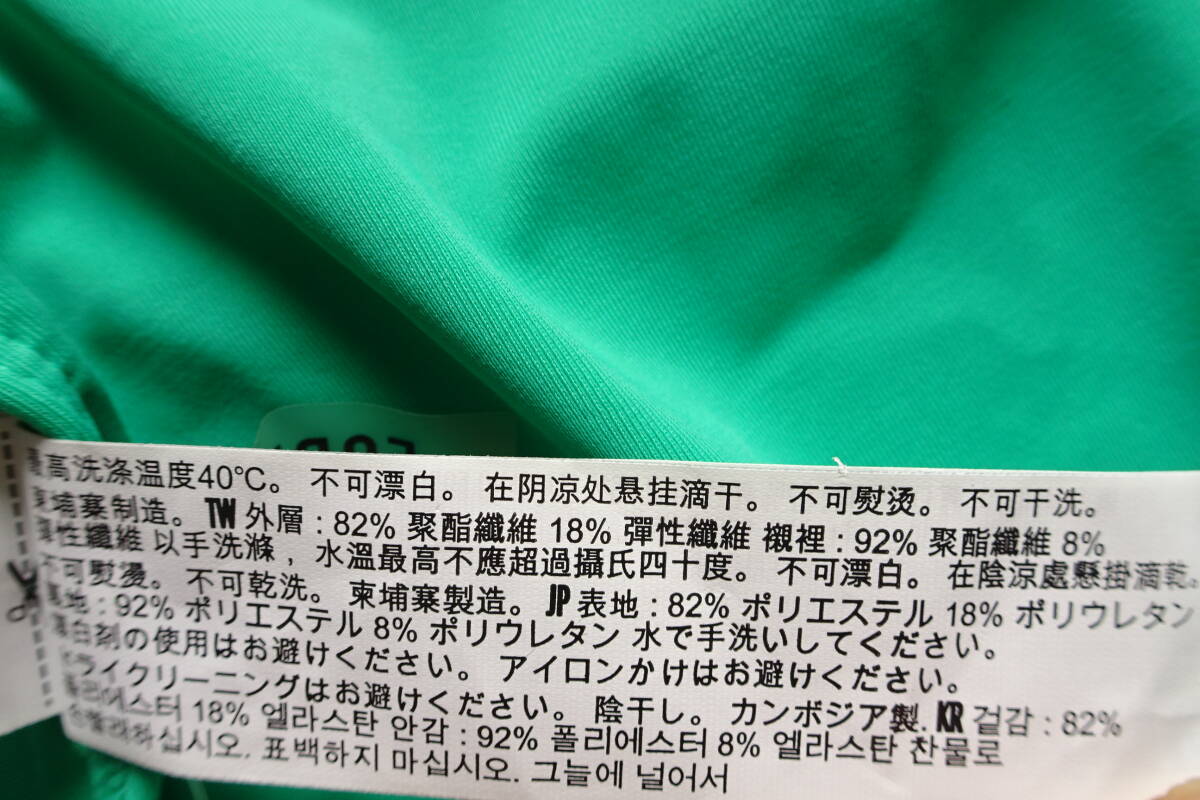 高洗涤温度40℃。 不可漂白。 在阴凉处悬挂滴干。 不可熨烫。 不可干洗。
柬埔寨制造。 TW 外層 : 82% 聚酯纖維 18% 彈性纖維 襯裡 : 92% 聚酯纖維 8%
彈性纖維 以手洗滌 , 水溫最高不應超過攝氏四十度。 不可漂白。 在陰涼處懸掛滴乾。
不可熨燙。 不可乾洗。 柬埔寨製造。 JP 表地 : 82% ポリエステル 18% ポリウレタン
裏地 : 92% ポリエステル 8% ポリウレタン 水で手洗いしてください。
漂白剤の使用はお避けください。 アイロンかけはお避けください。
ドライクリーニングはお避けください。 陰干し。 カンボジア製. KR 겉감 : 82%
폴리에스터 18% 엘라스탄 안감 : 92% 폴리에스터 8% 엘라스탄 찬물로
손빨래하십시오. 표백하지 마십시오. 그늘에 널어서